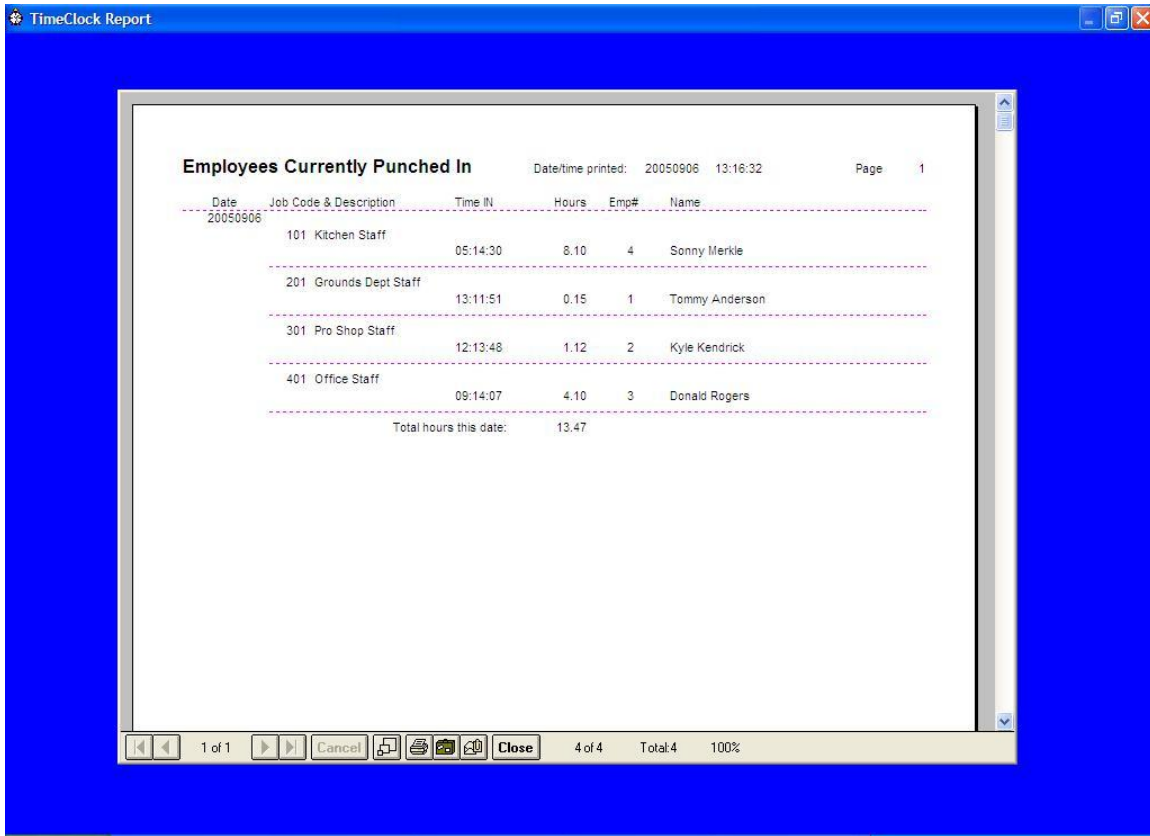 TimeClock Report
Employees Currently Punched In Date/time printed: 20050906 13:16:32 Page 1
Date Job Code & Description Time IN Hours Emp# Name
20050906
101 Kitchen Staff
05:14:30 8.10 4 Sonny Merkle
201 Grounds Dept Staff
13:11:51 0.15 1 Tommy Anderson
301 Pro Shop Staff
12:13:48 1.12 2 Kyle Kendrick
401 Office Staff
09:14:07 4.10 3 Donald Rogers
Total hours this date: 13.47
1 of 1 Cancel Close 4 of 4 Total:4 100%